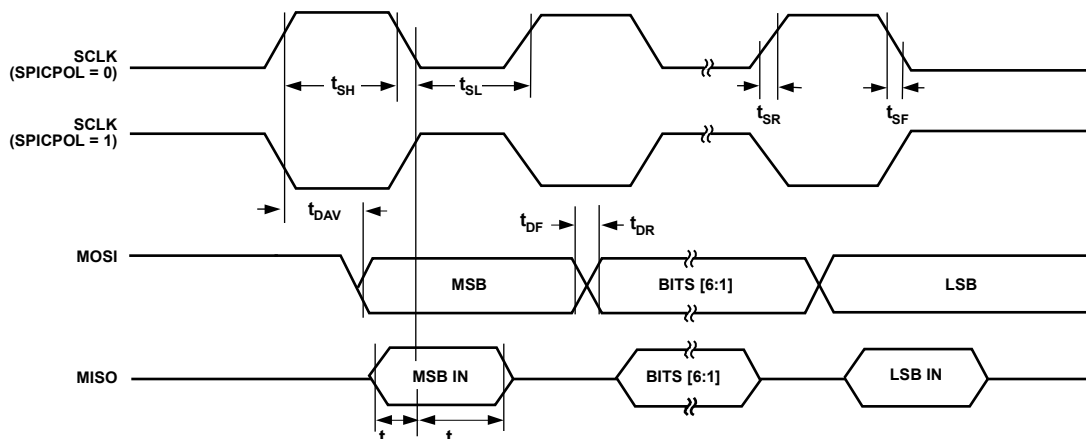 SCLK
(SPICPOL = 0)
tSH
tSL
tSR
tSF
SCLK
(SPICPOL = 1)
tDAV
tDF
tDR
MOSI
MSB
BITS [6:1]
LSB
MISO
MSB IN
BITS [6:1]
LSB IN
t
t